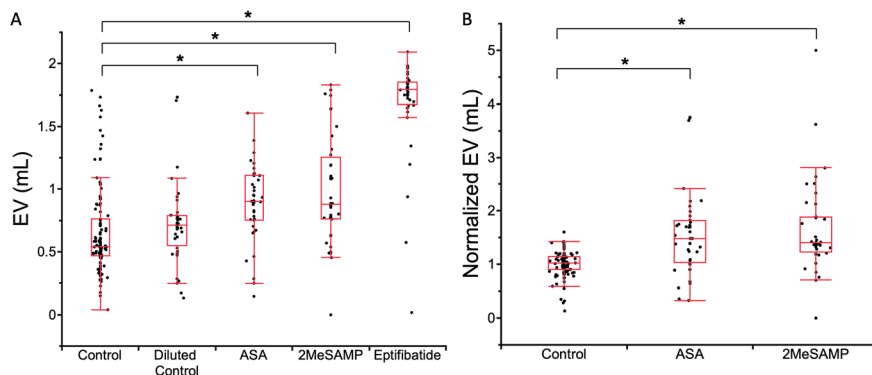 A
*
*
*
EV (mL)
2
1.5
1
0.5
0
Control
Diluted
Control
ASA
2MeSAMP
Eptifibatide
B
*
*
Normalized EV (mL)
5
4
3
2
1
0
Control
ASA
2MeSAMP